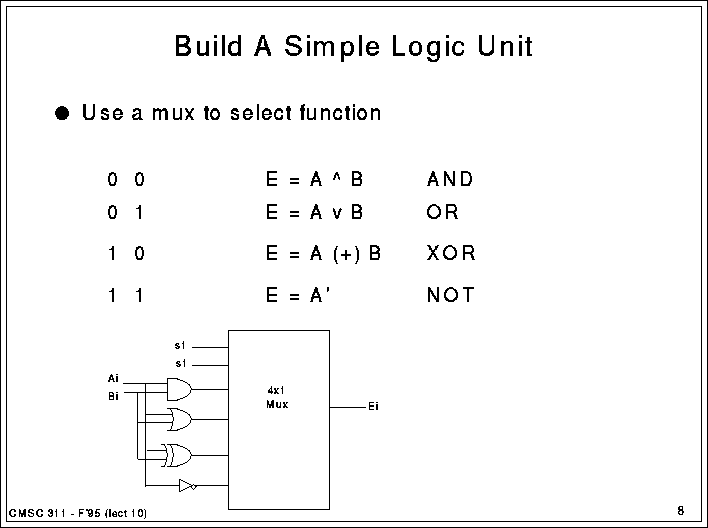 Build A Simple Logic Unit
● Use a mux to select function
0 0 E = A ^ B AND
0 1 E = A v B OR
1 0 E = A (+) B XOR
1 1 E = A' NOT
s1
s1
Ai
Bi
4x1
Mux
Ei
CMSC 311 - F'95 (lect 10)
8